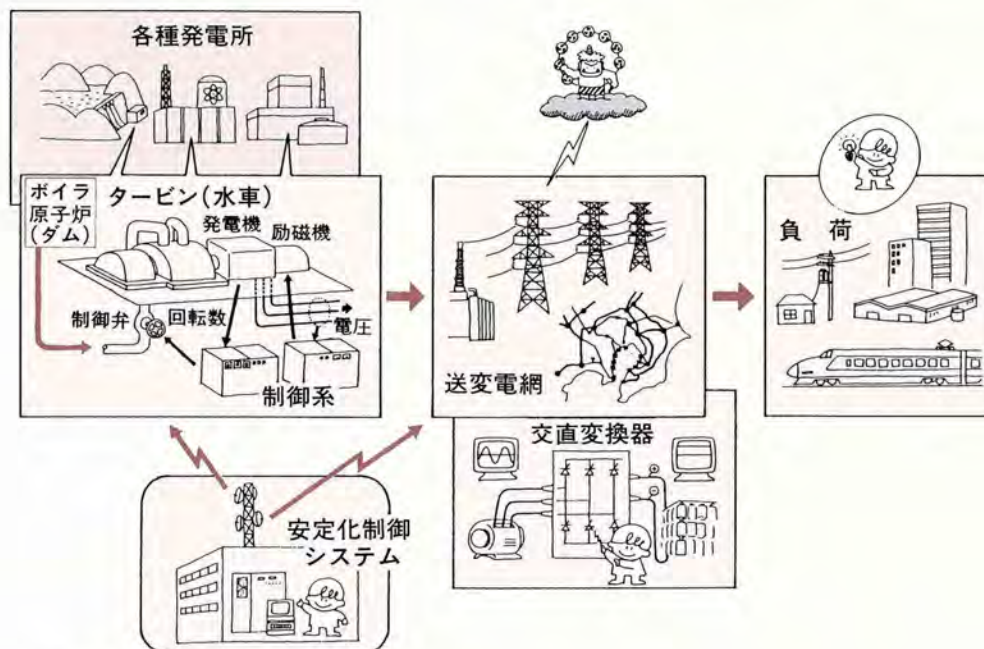 各種発電所
ボイラ
原子炉
(ダム)
タービン(水車)
発電機
励磁機
制御弁
回転数
電圧
制御系
送変電網
負 荷
交直変換器
安定化制御
システム